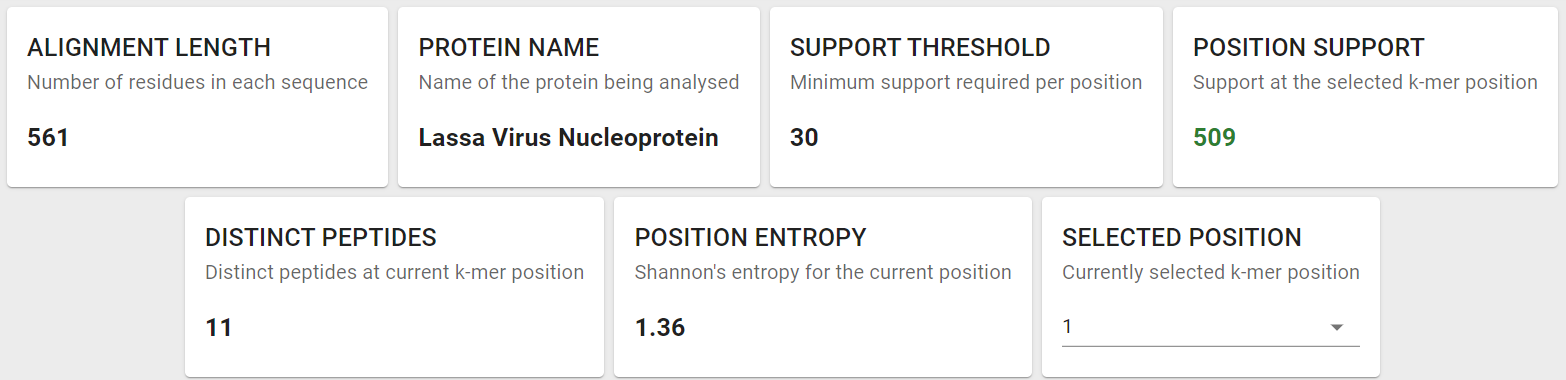 ALIGNMENT LENGTH
Number of residues in each sequence
561
PROTEIN NAME
Name of the protein being analysed
Lassa Virus Nucleoprotein
SUPPORT THRESHOLD
Minimum support required per position
30
POSITION SUPPORT
Support at the selected k-mer position
509
DISTINCT PEPTIDES
Distinct peptides at current k-mer position
11
POSITION ENTROPY
Shannon's entropy for the current position
1.36
SELECTED POSITION
Currently selected k-mer position
1